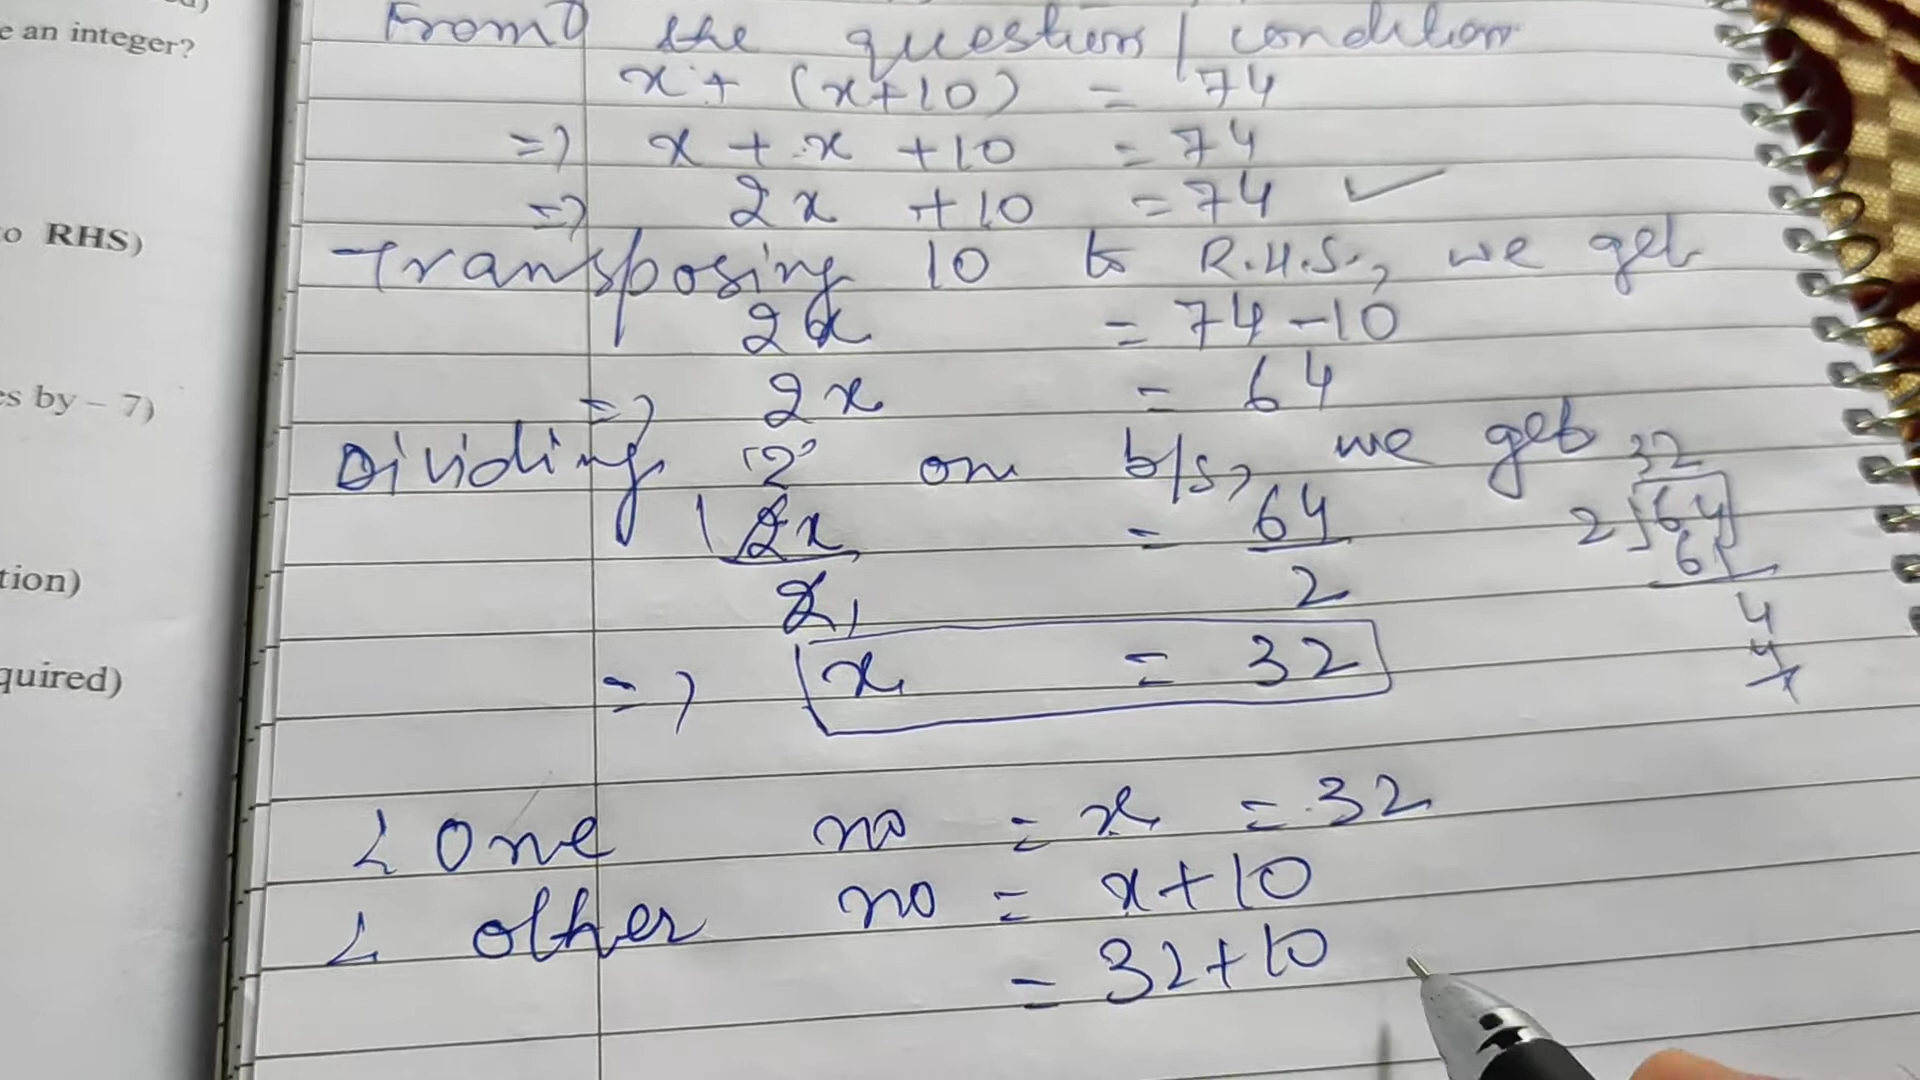 e an integer?
o RHS)
es by – 7)
tion)
quired)
From the question / condition
x + (x+10) = 74
=> x + x +10 = 74
=> 2x +10 = 74 ✓
Transposing 10 to R.H.S., we get
2x = 74-10
=> 2x = 64
Dividing '2' on b/s, we get
2x = 64
2 2
32
2 64
6
4
4
=> x = 32
One no = x = 32
other no = x+10
= 32+10